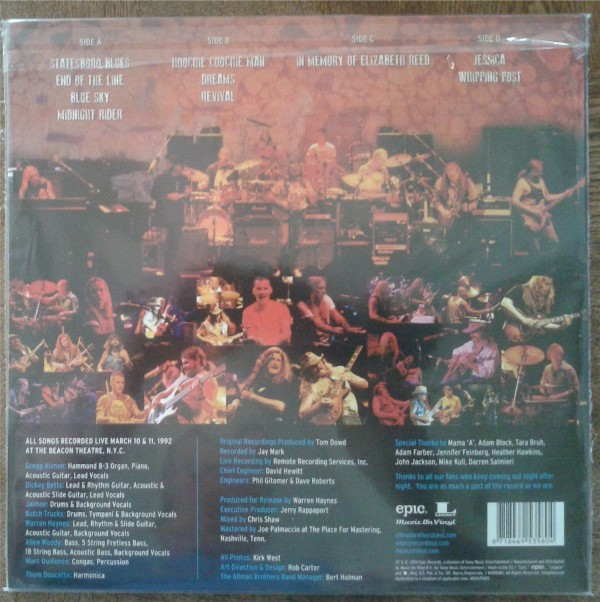 SIDE A
STATESBORO BLUES
END OF THE LINE
BLUE SKY
MIDNIGHT RIDER
SIDE B
HOOCHIE COOCHIE MAN
DREAMS
REVIVAL
SIDE C
IN MEMORY OF ELIZABETH REED
SIDE D
JESSICA
WHIPPING POST
ALL SONGS RECORDED LIVE MARCH 10 & 11, 1992
AT THE BEACON THEATRE, N.Y.C.
Gregg Allman: Hammond B-3 Organ, Piano,
Acoustic Guitar, Lead Vocals
Dickey Betts: Lead & Rhythm Guitar, Acoustic &
Acoustic Slide Guitar, Lead Vocals
Jaimoe: Drums & Background Vocals
Butch Trucks: Drums, Tympani & Background Vocals
Warren Haynes: Lead, Rhythm & Slide Guitar,
Acoustic Guitar, Background Vocals
Allen Woody: Bass, 5 String Fretless Bass,
18 String Bass, Acoustic Bass, Background Vocals
Marc Quiñones: Congas, Percussion
Thom Doucette: Harmonica
Original Recordings Produced by Tom Dowd
Recorded by Jay Mark
Live Recording by Remote Recording Services, Inc.
Chief Engineer: David Hewitt
Engineers: Phil Gitomer & Dave Roberts
Produced for Release by Warren Haynes
Executive Producer: Jerry Rappaport
Mixed by Chris Shaw
Mastered by Joe Palmaccio at The Place For Mastering,
Nashville, Tenn.
All Photos: Kirk West
Art Direction & Design: Rob Carter
The Allman Brothers Band Manager: Bert Holman
Special Thanks to Mama 'A', Adam Block, Tara Bruh,
Adam Farber, Jennifer Feinberg, Heather Hawkins,
John Jackson, Mike Kull, Darren Salmieri
Thanks to all our fans who keep coming out night after
night. You are as much a part of the record as we are.
epic
Music On Vinyl
allmanbrothersband.com
legacyrecordings.com
musiconvinyl.com
8 718469 535804